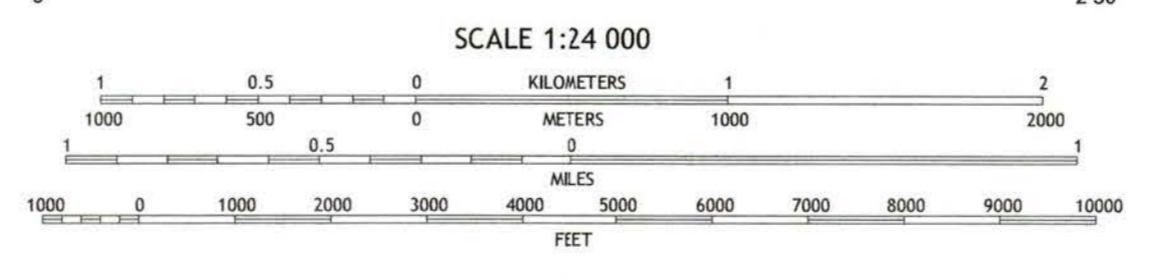 SCALE 1:24 000
1 0.5 0 KILOMETERS 1 2
1000 500 0 METERS 1000 2000
1 0.5 0 1
MILES
1000 0 1000 2000 3000 4000 5000 6000 7000 8000 9000 10000
FEET